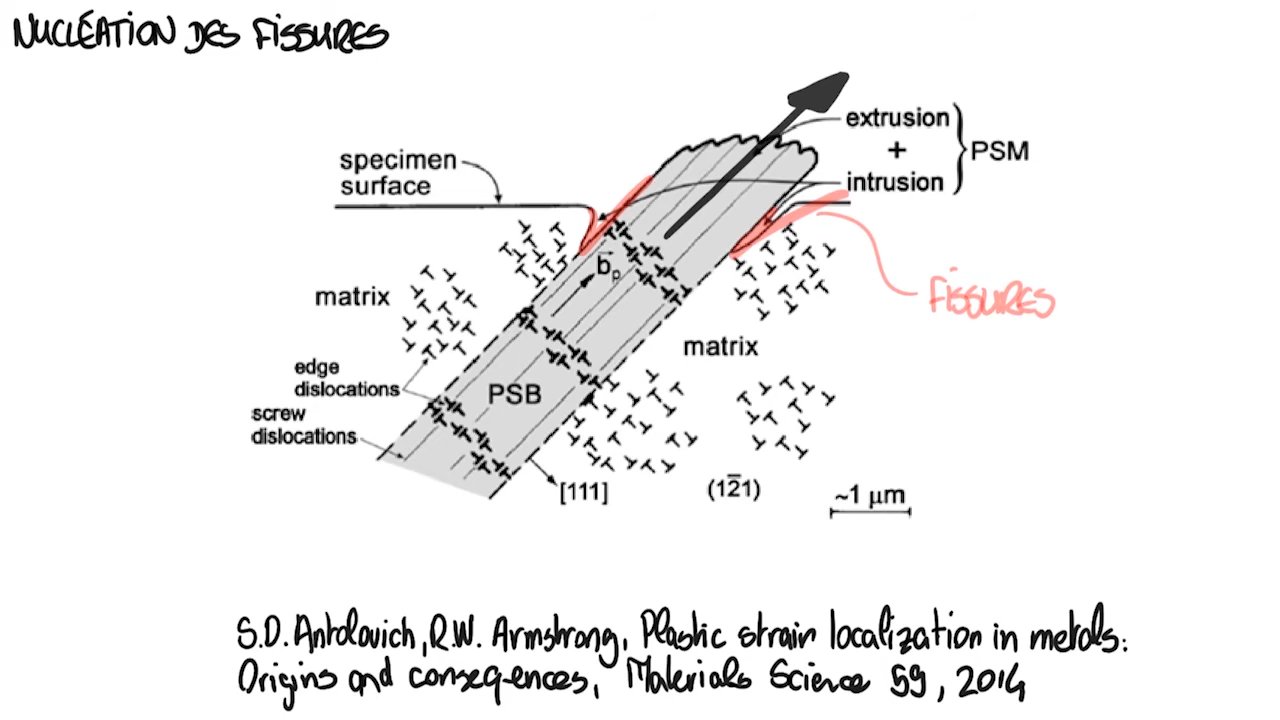 NUCLÉATION DES FISSURES
extrusion
+
PSM
intrusion
specimen
surface
b⃗p
FISSURES
matrix
matrix
edge
dislocations
PSB
screw
dislocations
[111]
(12̅1)
~1 μm
S.D. Antolovich, R.W. Armstrong, Plastic strain localization in metals:
Origins and consequences, Materials Science 59, 2014